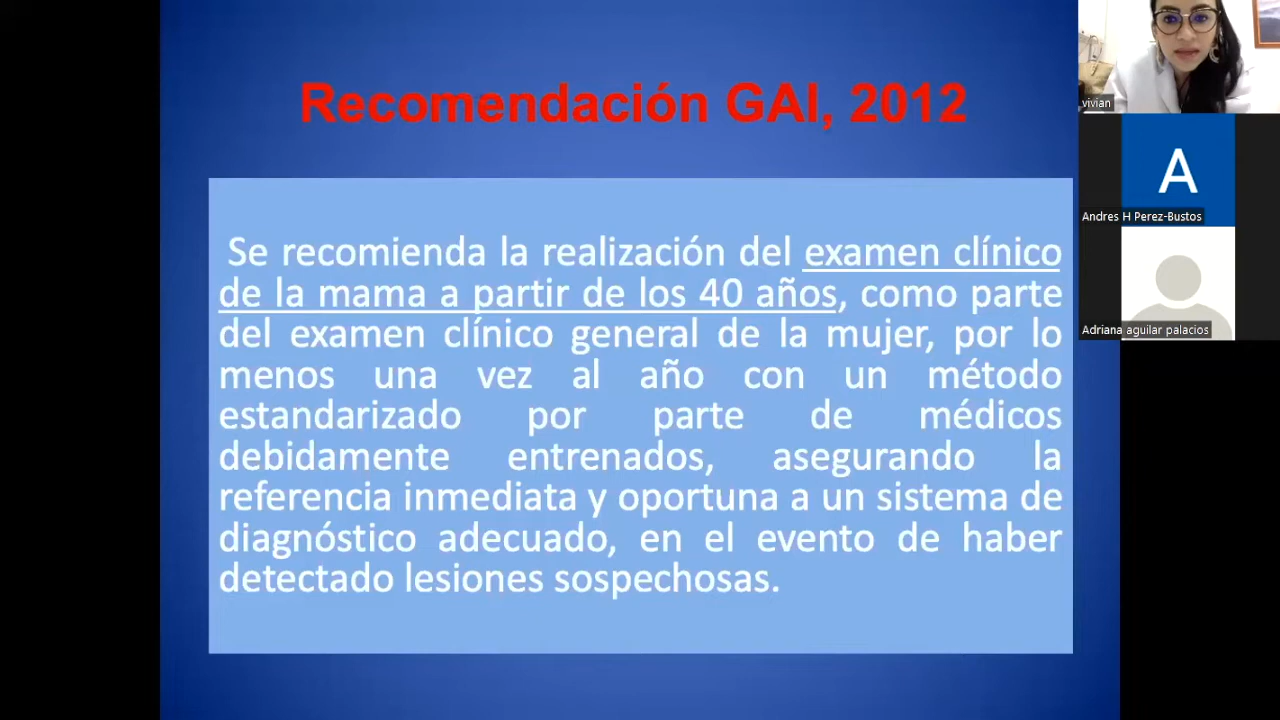 Recomendación GAI, 2012
Se recomienda la realización del examen clínico
de la mama a partir de los 40 años, como parte
del examen clínico general de la mujer, por lo
menos una vez al año con un método
estandarizado por parte de médicos
debidamente entrenados, asegurando la
referencia inmediata y oportuna a un sistema de
diagnóstico adecuado, en el evento de haber
detectado lesiones sospechosas.
vivian
A
Andres H Perez-Bustos
Adriana aguilar palacios